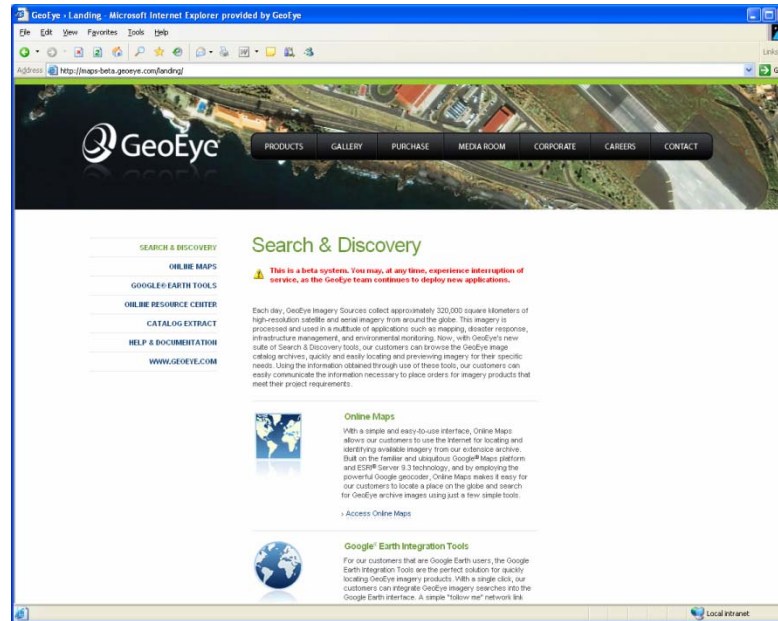 GeoEye › Landing - Microsoft Internet Explorer provided by GeoEye
File Edit View Favorites Tools Help
Links
Address http://maps-beta.geoeye.com/landing/
GeoEye
PRODUCTS GALLERY PURCHASE MEDIA ROOM CORPORATE CAREERS CONTACT
SEARCH & DISCOVERY
ONLINE MAPS
GOOGLE® EARTH TOOLS
ONLINE RESOURCE CENTER
CATALOG EXTRACT
HELP & DOCUMENTATION
WWW.GEOEYE.COM
Search & Discovery
This is a beta system. You may, at any time, experience interruption of
service, as the GeoEye team continues to deploy new applications.
Each day, GeoEye Imagery Sources collect approximately 320,000 square kilometers of
high-resolution satellite and aerial imagery from around the globe. This imagery is
processed and used in a multitude of applications such as mapping, disaster response,
infrastructure management, and environmental monitoring. Now, with GeoEye's new
suite of Search & Discovery tools, our customers can browse the GeoEye image
catalog archives, quickly and easily locating and previewing imagery for their specific
needs. Using the information obtained through use of these tools, our customers can
easily communicate the information necessary to place orders for imagery products that
meet their project requirements.
Online Maps
With a simple and easy-to-use interface, Online Maps
allows our customers to use the Internet for locating and
identifying available imagery from our extensive archive.
Built on the familiar and ubiquitous Google® Maps platform
and ESRI® Server 9.3 technology, and by employing the
powerful Google geocoder, Online Maps makes it easy for
our customers to locate a place on the globe and search
for GeoEye archive images using just a few simple tools.
› Access Online Maps
Google® Earth Integration Tools
For our customers that are Google Earth users, the Google
Earth Integration Tools are the perfect solution for quickly
locating GeoEye imagery products. With a single click, our
customers can integrate GeoEye imagery searches into the
Google Earth interface. A simple "follow me" network link
Local intranet